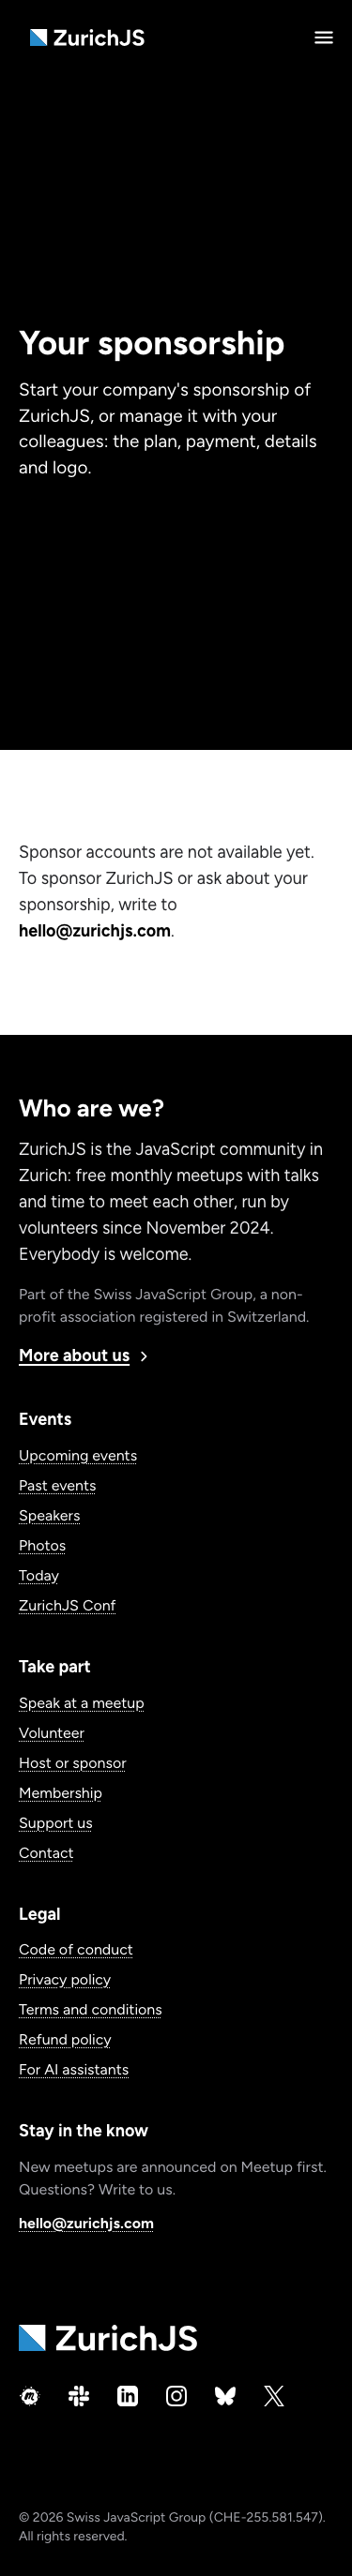 ZurichJS
Your sponsorship
Start your company's sponsorship of
ZurichJS, or manage it with your
colleagues: the plan, payment, details
and logo.
Sponsor accounts are not available yet.
To sponsor ZurichJS or ask about your
sponsorship, write to
hello@zurichjs.com.
Who are we?
ZurichJS is the JavaScript community in
Zurich: free monthly meetups with talks
and time to meet each other, run by
volunteers since November 2024.
Everybody is welcome.
Part of the Swiss JavaScript Group, a non-
profit association registered in Switzerland.
More about us
Events
Upcoming events
Past events
Speakers
Photos
Today
ZurichJS Conf
Take part
Speak at a meetup
Volunteer
Host or sponsor
Membership
Support us
Contact
Legal
Code of conduct
Privacy policy
Terms and conditions
Refund policy
For AI assistants
Stay in the know
New meetups are announced on Meetup first.
Questions? Write to us.
hello@zurichjs.com
ZurichJS
© 2026 Swiss JavaScript Group (CHE-255.581.547).
All rights reserved.